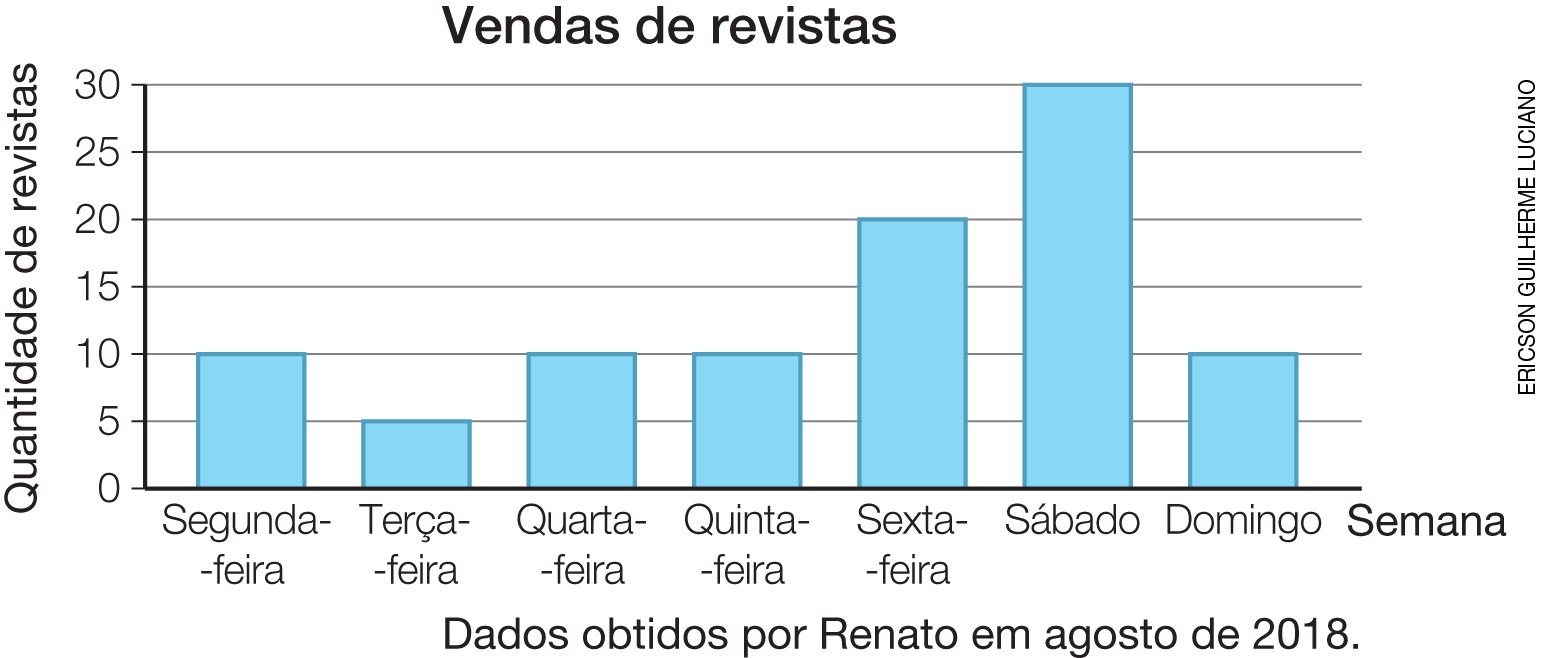 Vendas de revistas
Quantidade de revistas
30
25
20
15
10
5
0
Segunda-
-feira
Terça-
-feira
Quarta-
-feira
Quinta-
-feira
Sexta-
-feira
Sábado
Domingo
Semana
Dados obtidos por Renato em agosto de 2018.
ERICSON GUILHERME LUCIANO